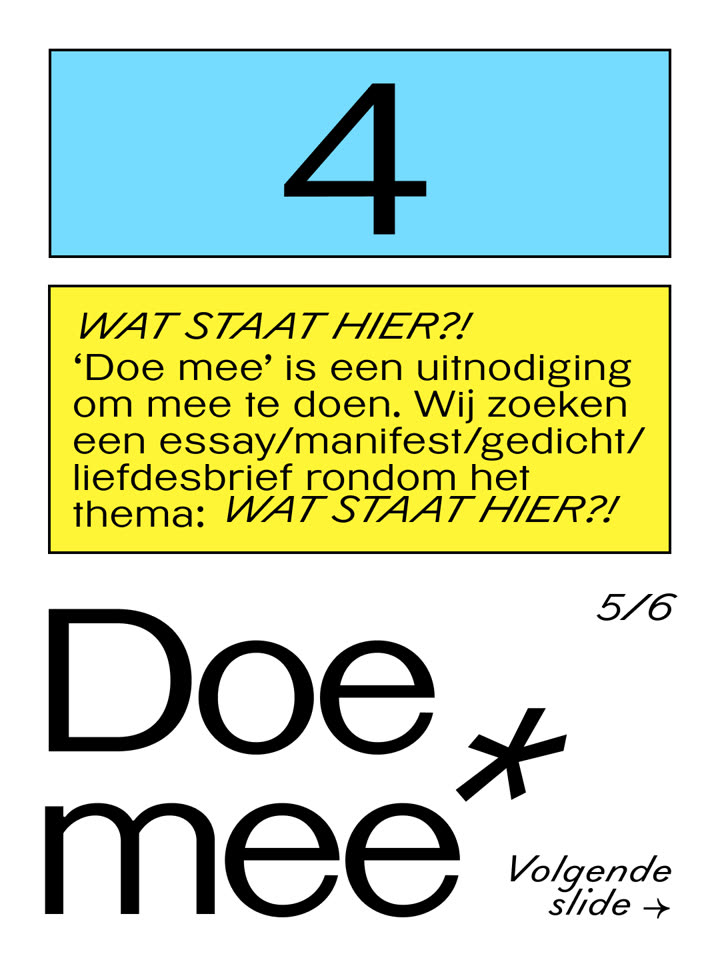 4
WAT STAAT HIER?!
‘Doe mee’ is een uitnodiging
om mee te doen. Wij zoeken
een essay/manifest/gedicht/
liefdesbrief rondom het
thema: WAT STAAT HIER?!
5/6
Doe
mee*
Volgende
slide →